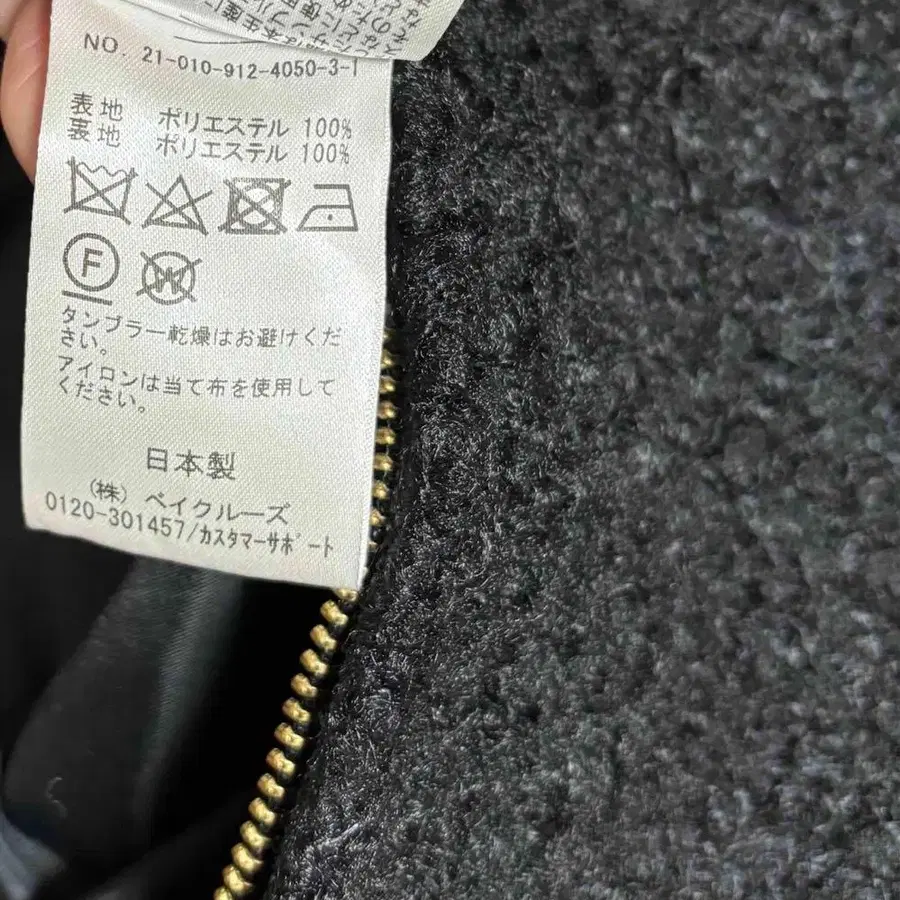 NO. 21-010-912-4050-3-1
表地 ポリエステル 100%
裏地 ポリエステル 100%
F
W
タンブラー乾燥はお避けくだ
さい。
アイロンは当て布を使用して
ください。
日本製
(株) ベイクルーズ
0120-301457/カスタマーサポート